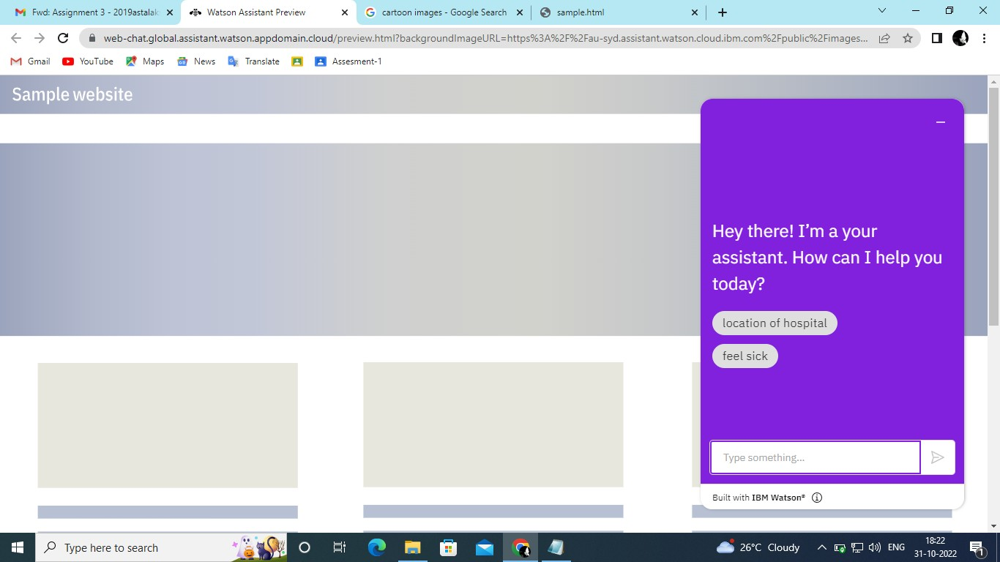 Fwd: Assignment 3 - 2019astalak
Watson Assistant Preview
cartoon images - Google Search
sample.html
web-chat.global.assistant.watson.appdomain.cloud/preview.html?backgroundImageURL=https%3A%2F%2Fau-syd.assistant.watson.cloud.ibm.com%2Fpublic%2Fimages...
Gmail
YouTube
Maps
News
Translate
Assesment-1
Sample website
Hey there! I’m a your
assistant. How can I help you
today?
location of hospital
feel sick
Type something...
Built with IBM Watson®
Type here to search
26°C Cloudy
ENG
18:22
31-10-2022
1